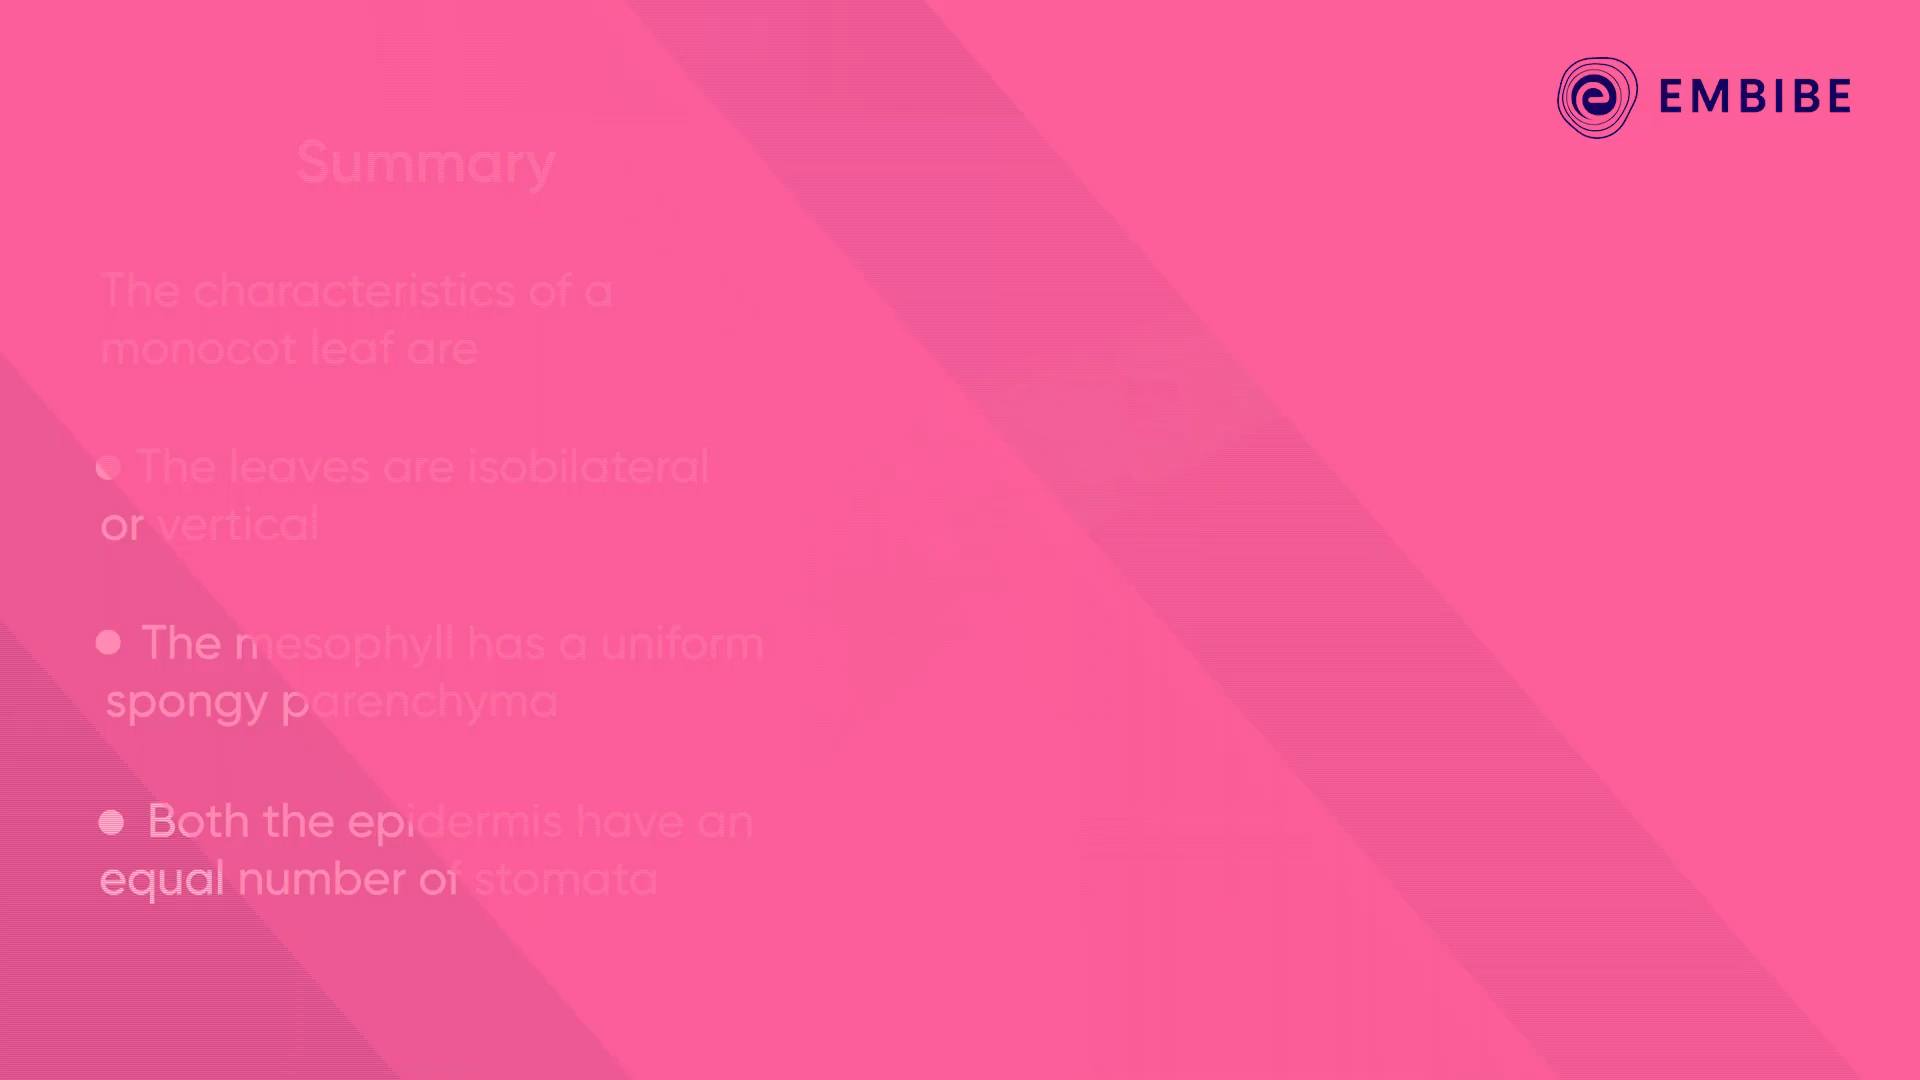 EMBIBE
Summary
The characteristics of a
monocot leaf are
● The leaves are isobilateral
or vertical
● The mesophyll has a uniform
spongy parenchyma
● Both the epidermis have an
equal number of stomata